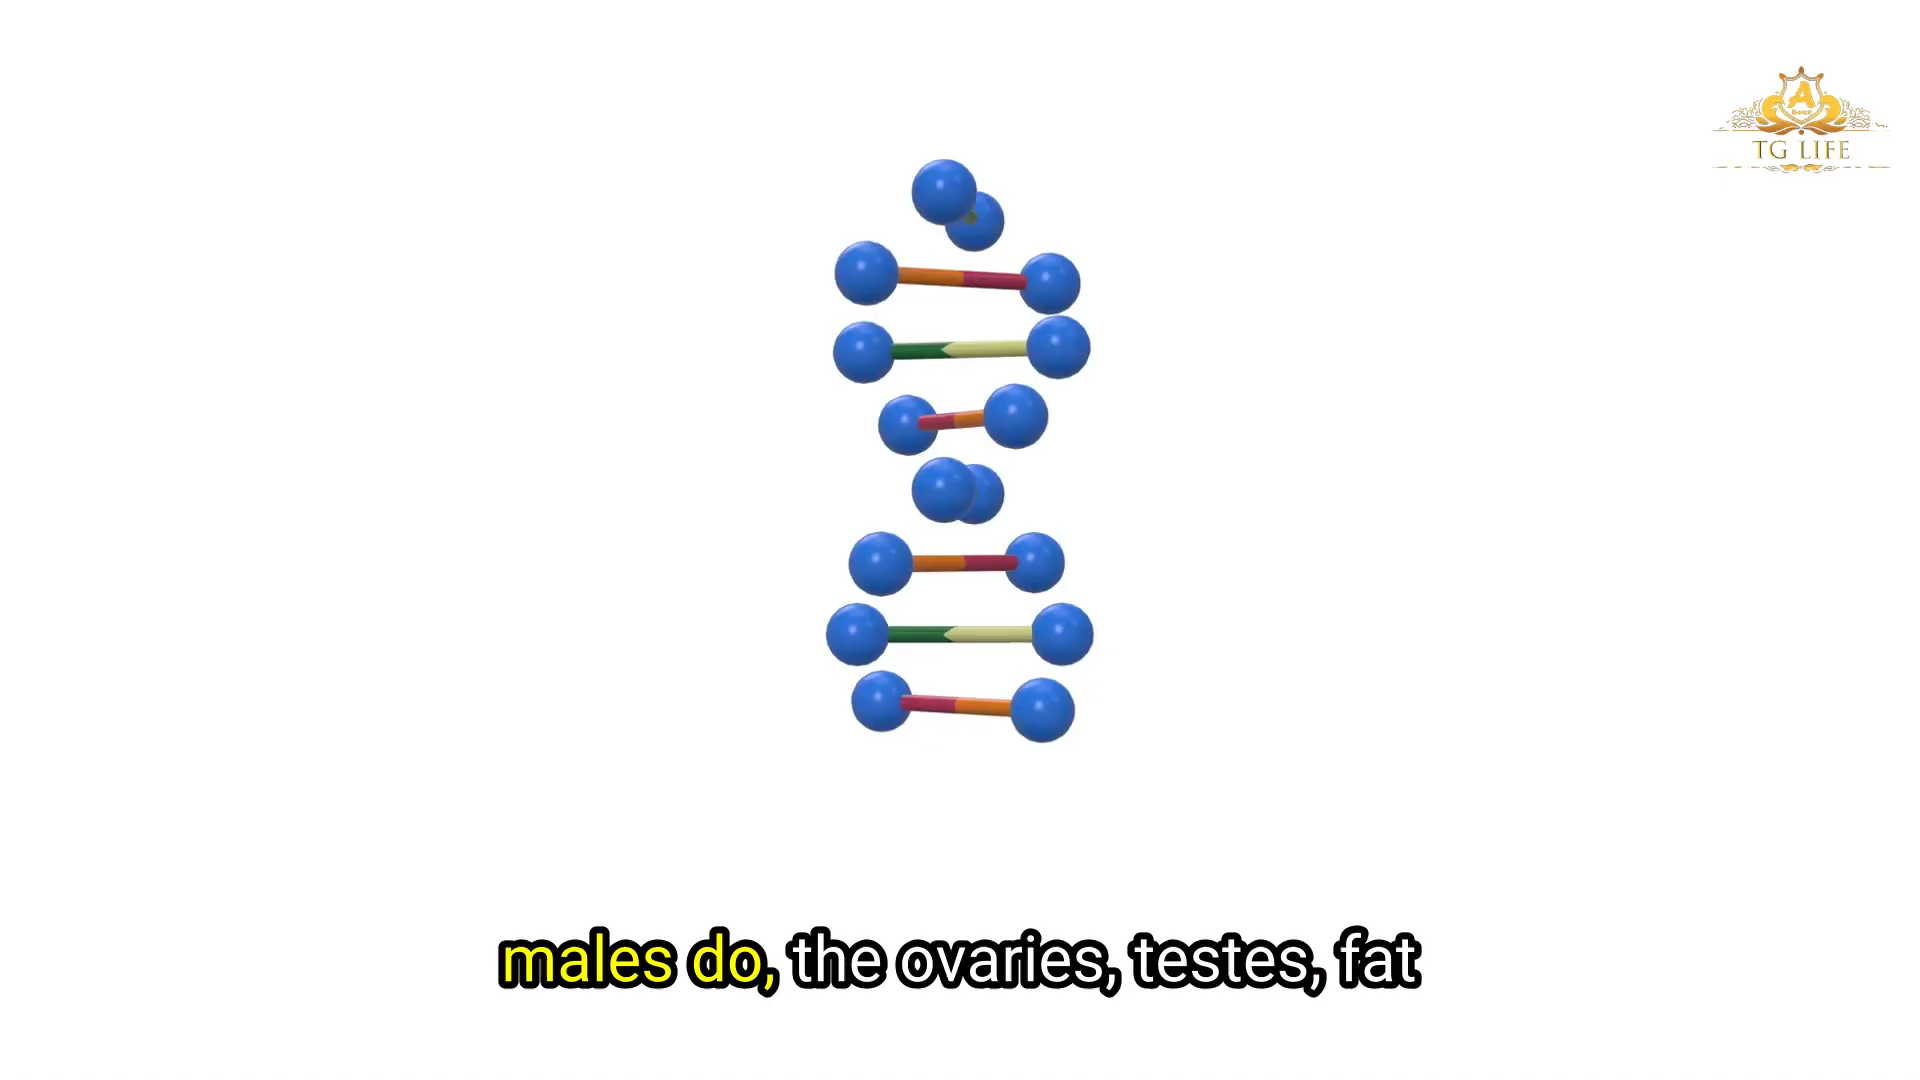 A
TG LIFE
males do, the ovaries, testes, fat